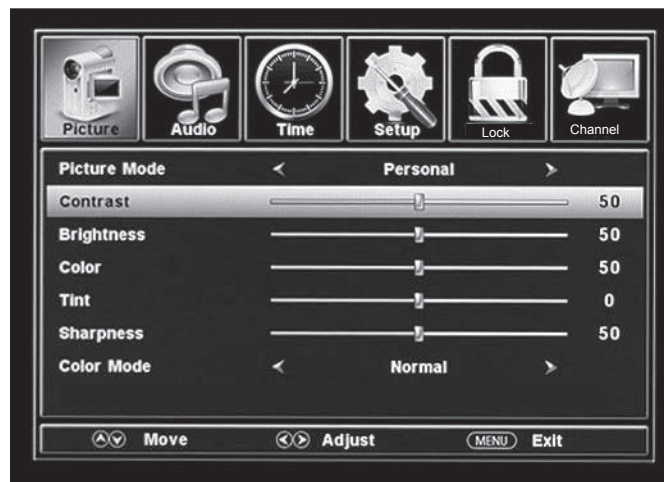 Picture Audio Time Setup Lock Channel
Picture Mode Personal
Contrast 50
Brightness 50
Color 50
Tint 0
Sharpness 50
Color Mode Normal
Move Adjust MENU Exit